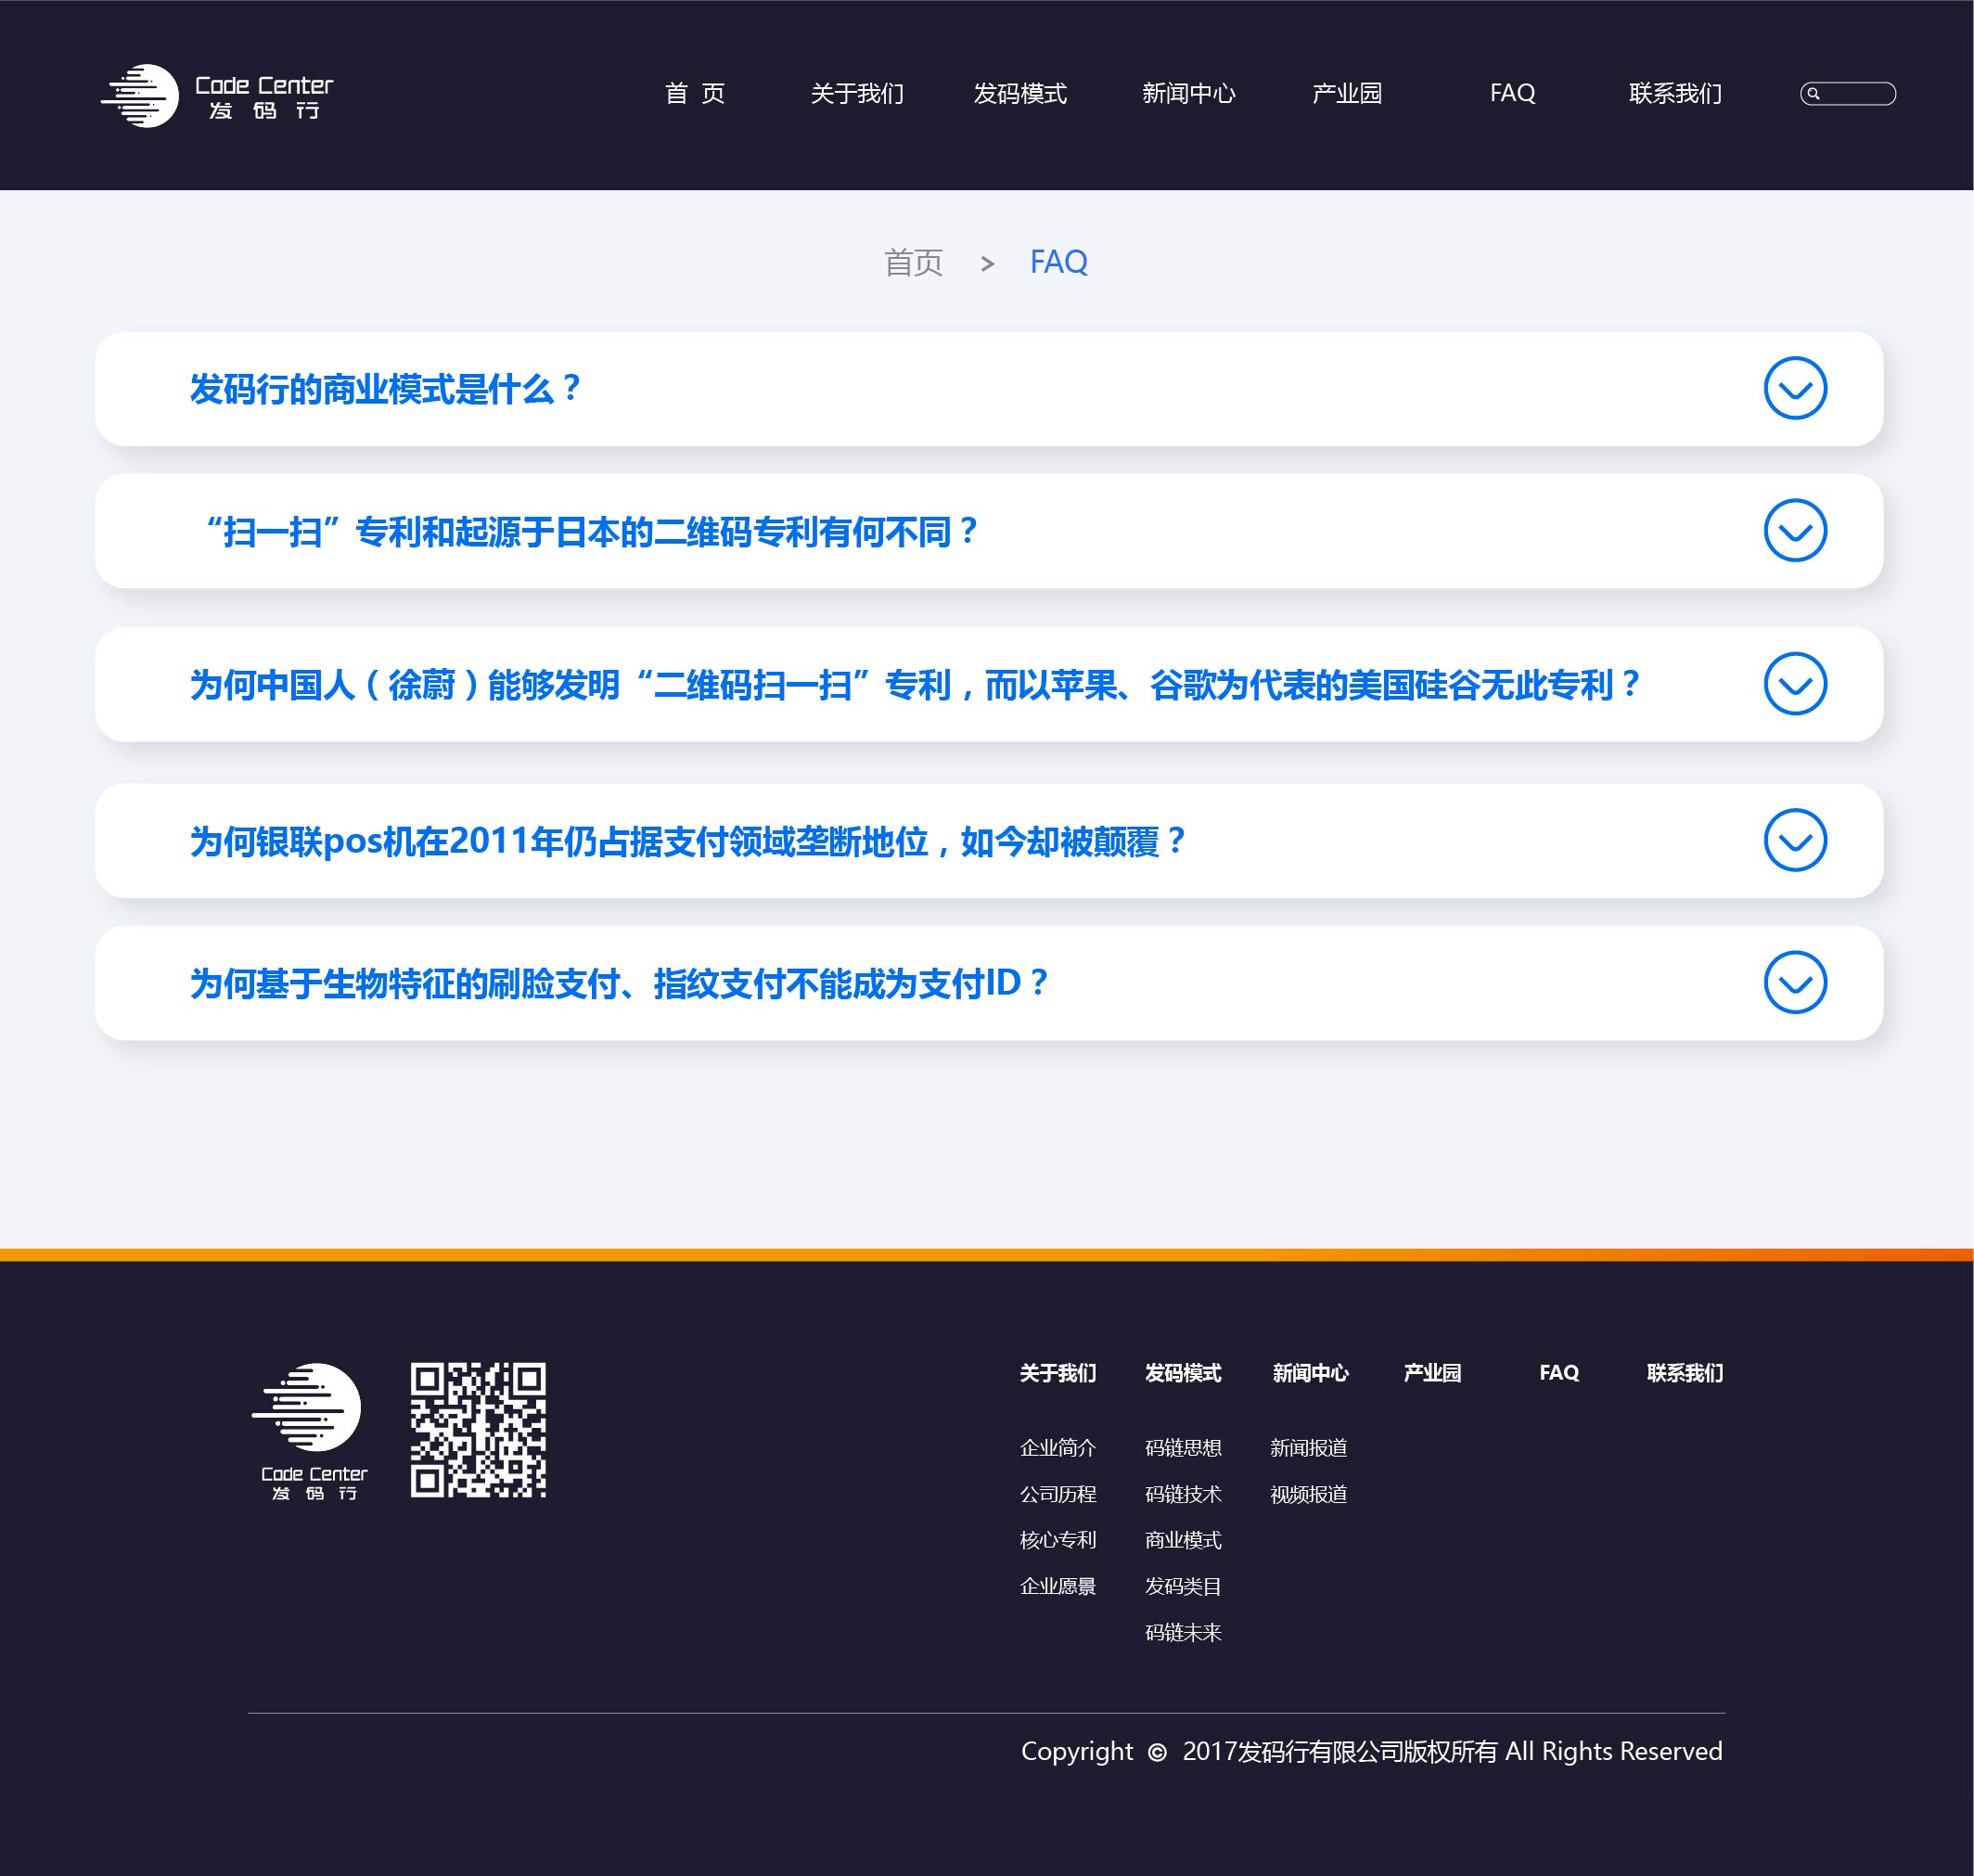 Code Center
发 码 行
首 页 关于我们 发码模式 新闻中心 产业园 FAQ 联系我们
首页 > FAQ
发码行的商业模式是什么？
“扫一扫”专利和起源于日本的二维码专利有何不同？
为何中国人（徐蔚）能够发明“二维码扫一扫”专利，而以苹果、谷歌为代表的美国硅谷无此专利？
为何银联pos机在2011年仍占据支付领域垄断地位，如今却被颠覆？
为何基于生物特征的刷脸支付、指纹支付不能成为支付ID？
Code Center
发 码 行
关于我们 发码模式 新闻中心 产业园 FAQ 联系我们
企业简介 码链思想 新闻报道
公司历程 码链技术 视频报道
核心专利 商业模式
企业愿景 发码类目
码链未来
Copyright © 2017发码行有限公司版权所有 All Rights Reserved